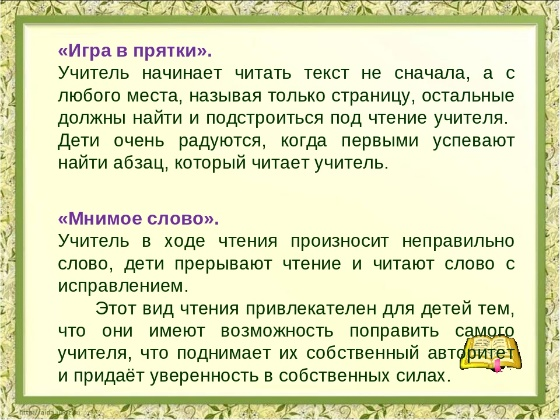 «Игра в прятки».
Учитель начинает читать текст не сначала, а с
любого места, называя только страницу, остальные
должны найти и подстроиться под чтение учителя.
Дети очень радуются, когда первыми успевают
найти абзац, который читает учитель.
«Мнимое слово».
Учитель в ходе чтения произносит неправильно
слово, дети прерывают чтение и читают слово с
исправлением.
Этот вид чтения привлекателен для детей тем,
что они имеют возможность поправить самого
учителя, что поднимает их собственный авторитет
и придаёт уверенность в собственных силах.